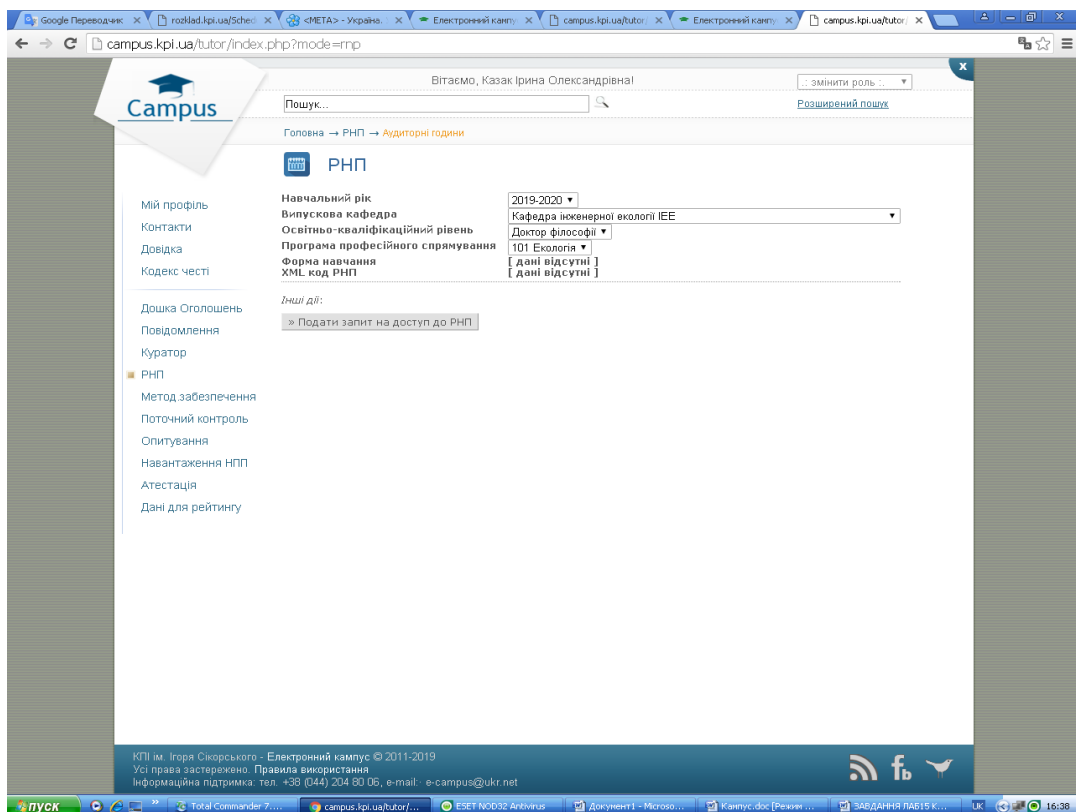 Google Переводчик
rozklad.kpi.ua/Sched
<META> - Україна.
Електронний кампу
campus.kpi.ua/tutor/
Електронний кампу
campus.kpi.ua/tutor/
campus.kpi.ua/tutor/index.php?mode=rnp
x
Вітаємо, Казак Ірина Олександрівна!
.: змінити роль :.
Campus
Пошук...
Розширений пошук
Головна → РНП → Аудиторні години
РНП
Мій профіль
Контакти
Довідка
Кодекс честі
Дошка Оголошень
Повідомлення
Куратор
РНП
Метод.забезпечення
Поточний контроль
Опитування
Навантаження НПП
Атестація
Дані для рейтингу
Навчальний рік 2019-2020
Випускова кафедра Кафедра інженерної екології ІЕЕ
Освітньо-кваліфікаційний рівень Доктор філософії
Програма професійного спрямування 101 Екологія
Форма навчання [ дані відсутні ]
XML код РНП [ дані відсутні ]
Інші дії:
» Подати запит на доступ до РНП
КПІ ім. Ігоря Сікорського - Електронний кампус © 2011-2019
Усі права застережено. Правила використання
Інформаційна підтримка: тел. +38 (044) 204 80 06, e-mail: e-campus@ukr.net
пуск
Total Commander 7....
campus.kpi.ua/tutor/...
ESET NOD32 Antivirus
Документ1 - Microso...
Кампус.doc [Режим ...
ЗАВДАННЯ ЛАБ15 К...
UK
16:38